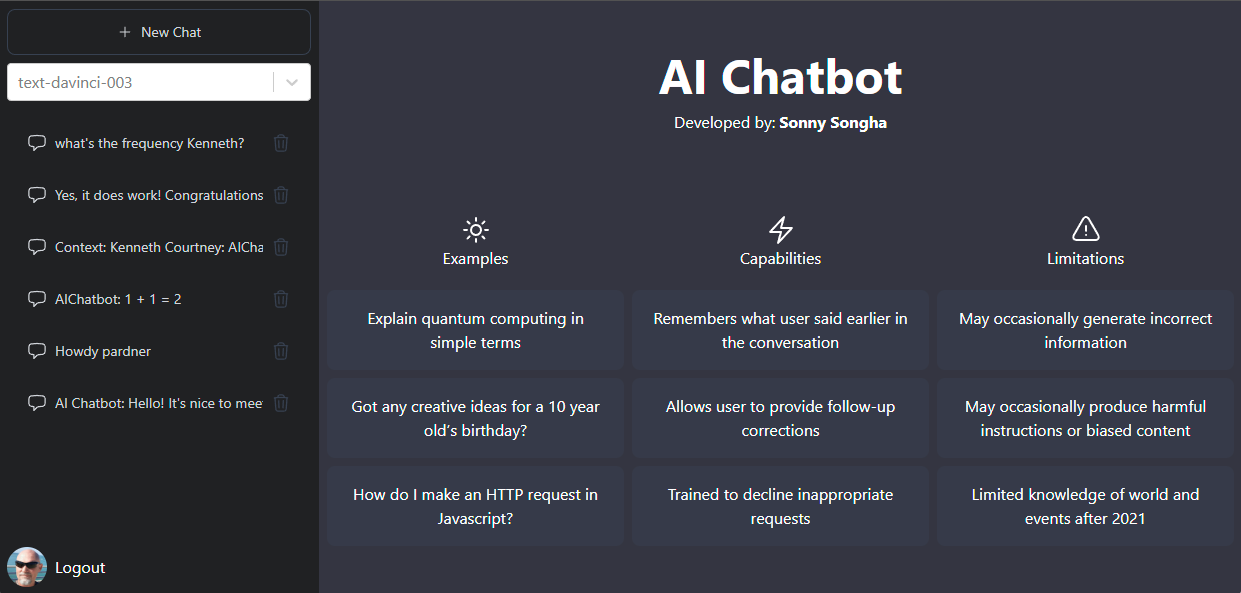 New Chat
text-davinci-003
what's the frequency Kenneth?
Yes, it does work! Congratulations
Context: Kenneth Courtney: AICha
AIChatbot: 1 + 1 = 2
Howdy pardner
AI Chatbot: Hello! It's nice to mee
Logout
AI Chatbot
Developed by: Sonny Songha
Examples
Explain quantum computing in
simple terms
Got any creative ideas for a 10 year
old’s birthday?
How do I make an HTTP request in
Javascript?
Capabilities
Remembers what user said earlier in
the conversation
Allows user to provide follow-up
corrections
Trained to decline inappropriate
requests
Limitations
May occasionally generate incorrect
information
May occasionally produce harmful
instructions or biased content
Limited knowledge of world and
events after 2021